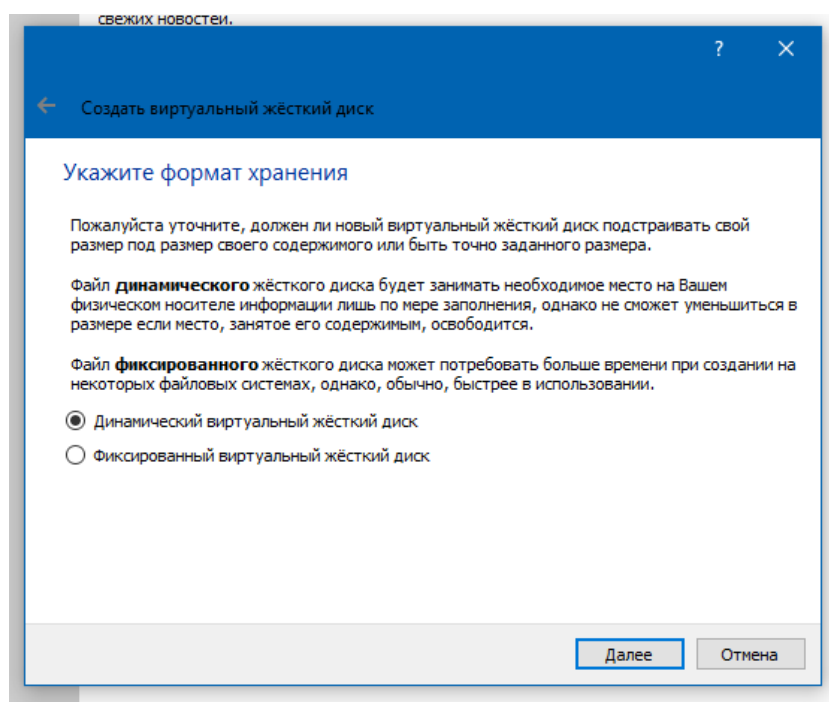 свежих новостей.
?
Создать виртуальный жёсткий диск
Укажите формат хранения
Пожалуйста уточните, должен ли новый виртуальный жёсткий диск подстраивать свой
размер под размер своего содержимого или быть точно заданного размера.
Файл динамического жёсткого диска будет занимать необходимое место на Вашем
физическом носителе информации лишь по мере заполнения, однако не сможет уменьшиться в
размере если место, занятое его содержимым, освободится.
Файл фиксированного жёсткого диска может потребовать больше времени при создании на
некоторых файловых системах, однако, обычно, быстрее в использовании.
Динамический виртуальный жёсткий диск
Фиксированный виртуальный жёсткий диск
Далее
Отмена